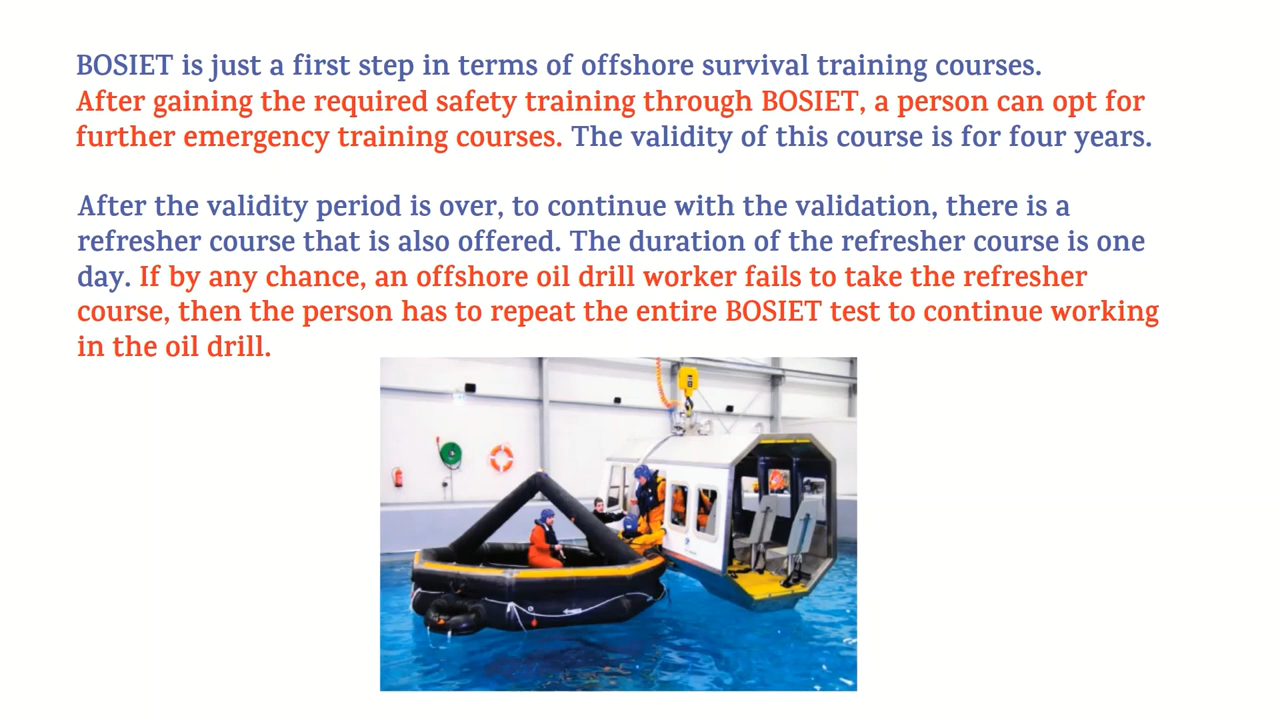 BOSIET is just a first step in terms of offshore survival training courses.
After gaining the required safety training through BOSIET, a person can opt for
further emergency training courses. The validity of this course is for four years.
After the validity period is over, to continue with the validation, there is a
refresher course that is also offered. The duration of the refresher course is one
day. If by any chance, an offshore oil drill worker fails to take the refresher
course, then the person has to repeat the entire BOSIET test to continue working
in the oil drill.